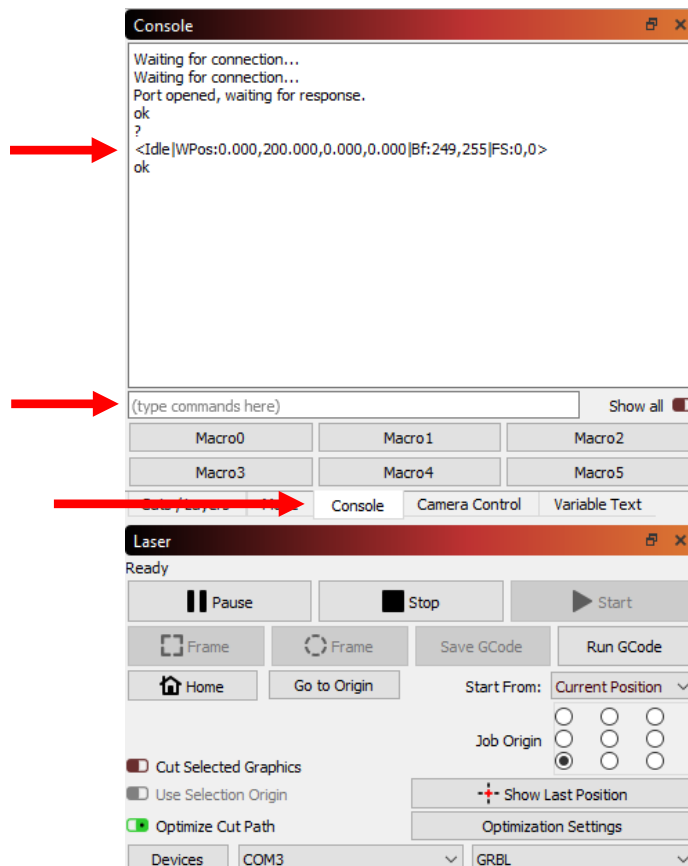 Console
Waiting for connection...
Waiting for connection...
Port opened, waiting for response.
ok
?
<Idle|WPos:0.000,200.000,0.000,0.000|Bf:249,255|FS:0,0>
ok
(type commands here) Show all
Macro0 Macro1 Macro2
Macro3 Macro4 Macro5
Console Camera Control Variable Text
Laser
Ready
Pause Stop Start
Frame Frame Save GCode Run GCode
Home Go to Origin Start From: Current Position
Job Origin
Cut Selected Graphics
Use Selection Origin Show Last Position
Optimize Cut Path Optimization Settings
Devices COM3 GRBL